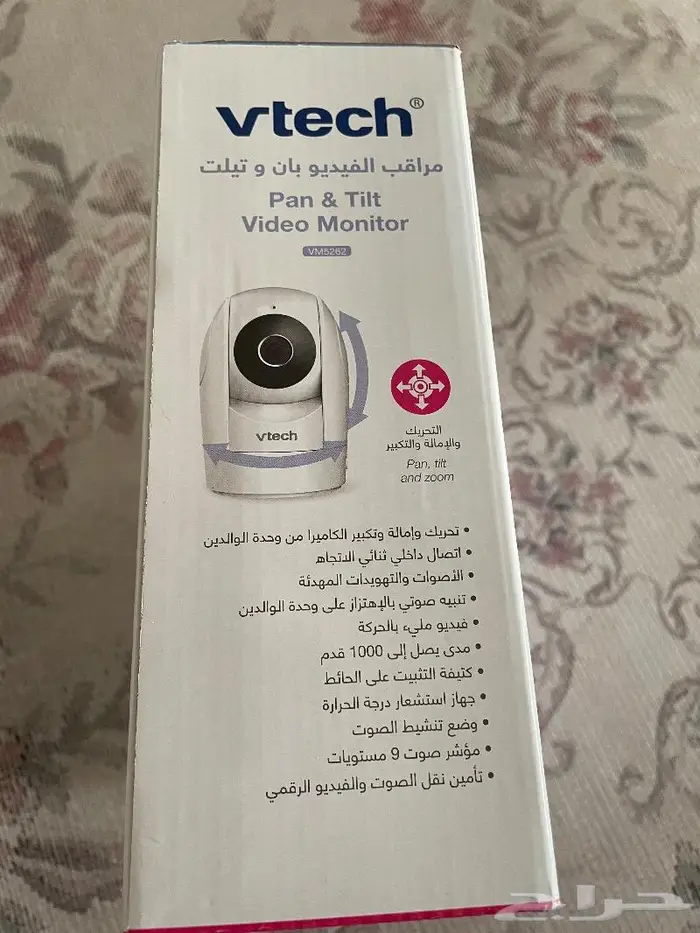 vtech®
مراقب الفيديو بان و تيلت
Pan & Tilt
Video Monitor
VM5262
vtech
التحريك
والإمالة والتكبير
Pan, tilt
and zoom
• تحريك وإمالة وتكبير الكاميرا من وحدة الوالدين
• اتصال داخلي ثنائي الاتجاه
• الأصوات والتهويدات المهدئة
• تنبيه صوتي بالإهتزاز على وحدة الوالدين
• فيديو مليء بالحركة
• مدى يصل إلى 1000 قدم
• كتيفة التثبيت على الحائط
• جهاز استشعار درجة الحرارة
• وضع تنشيط الصوت
• مؤشر صوت 9 مستويات
• تأمين نقل الصوت والفيديو الرقمي
حراج